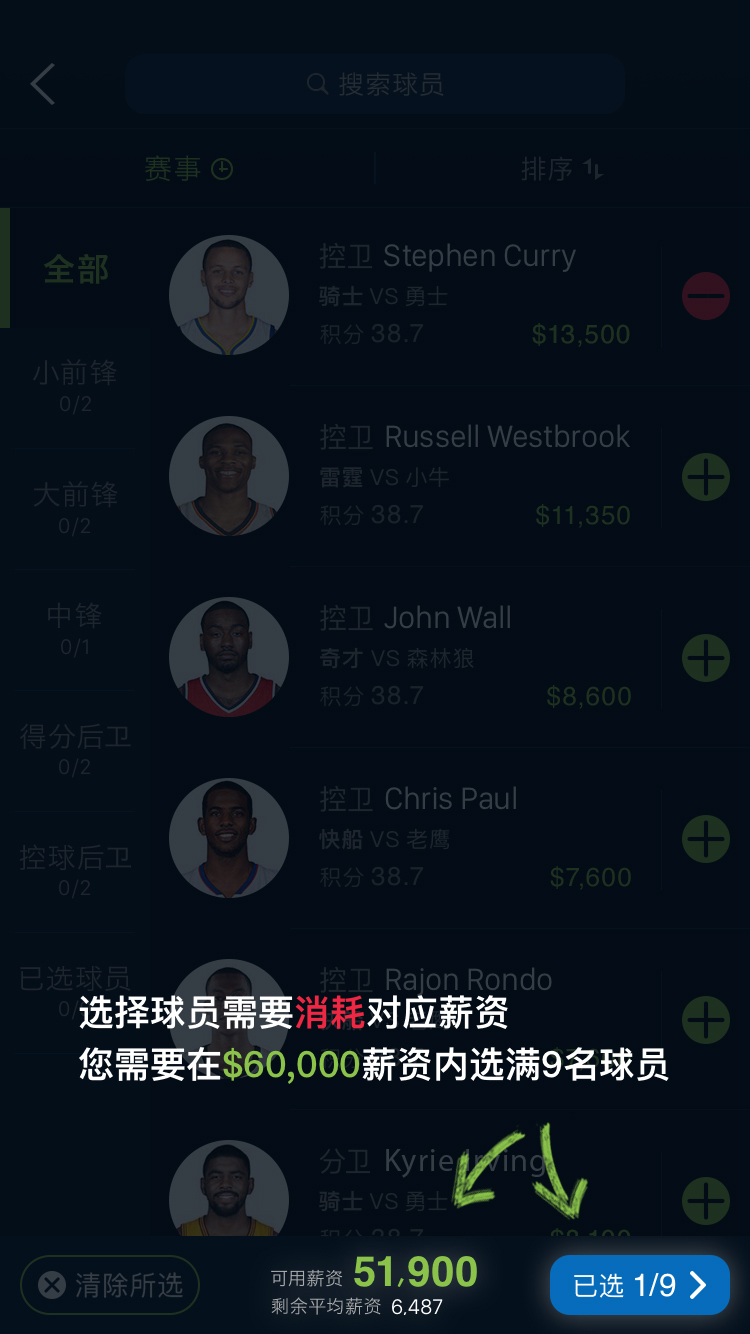 搜索球员
赛事 排序
全部
小前锋
0/2
大前锋
0/2
中锋
0/1
得分后卫
0/2
控球后卫
0/2
已选球员
控卫 Stephen Curry
骑士 VS 勇士
积分 38.7 $13,500
控卫 Russell Westbrook
雷霆 VS 小牛
积分 38.7 $11,350
控卫 John Wall
奇才 VS 森林狼
积分 38.7 $8,600
控卫 Chris Paul
快船 VS 老鹰
积分 38.7 $7,600
控卫 Rajon Rondo
选择球员需要消耗对应薪资
您需要在$60,000薪资内选满9名球员
分卫 Kyrie Irving
骑士 VS 勇士
清除所选
可用薪资 51,900
剩余平均薪资 6,487
已选 1/9